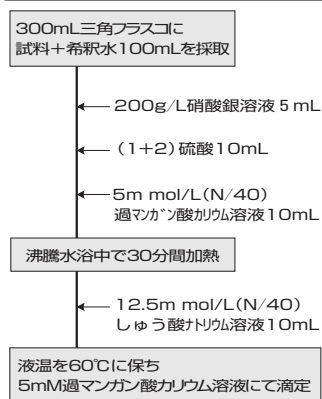 300mL三角フラスコに
試料＋希釈水100mLを採取
200g/L硝酸銀溶液 5 mL
(1+2) 硫酸10mL
5m mol/L(N/40)
過マンガン酸カリウム溶液10mL
沸騰水浴中で30分間加熱
12.5m mol/L(N/40)
しゅう酸ナトリウム溶液10mL
液温を60℃に保ち
5mM過マンガン酸カリウム溶液にて滴定